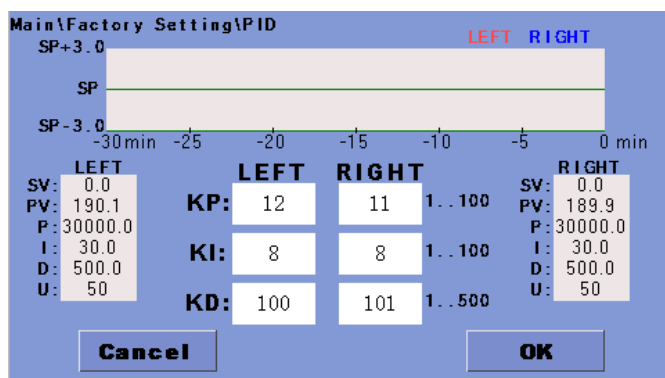 Main\Factory Setting\PID
LEFT RIGHT
SP+3.0
SP
SP-3.0
-30min -25 -20 -15 -10 -5 0 min
LEFT
SV: 0.0
PV: 190.1
P: 30000.0
I: 30.0
D: 500.0
U: 50
LEFT RIGHT
KP: 12 11 1..100
KI: 8 8 1..100
KD: 100 101 1..500
RIGHT
SV: 0.0
PV: 189.9
P: 30000.0
I: 30.0
D: 500.0
U: 50
Cancel OK